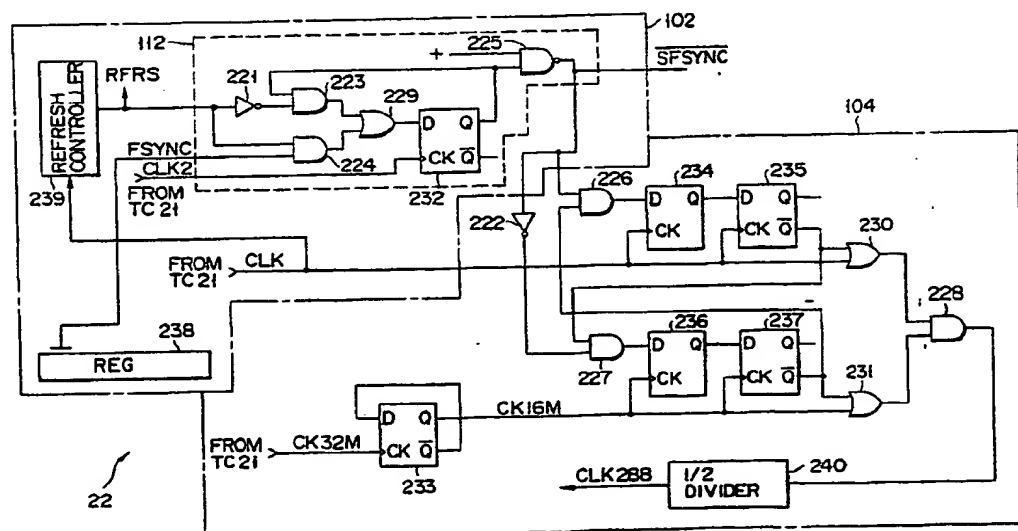 112
102
225
+
SFSYNC
RFRS
221
223
229
REFRESH
CONTROLLER
D Q
CK Q
104
FSYNC
224
CLK2
239
FROM
TC 21
232
226
234
235
D Q
CK
D Q
CK Q
222
230
FROM
TC 21
CLK
228
238
REG
227
236
237
D Q
CK
D Q
CK Q
231
D Q
CK Q
CK16M
FROM
TC 21
CK32M
233
22
CLK288
1/2
DIVIDER
240